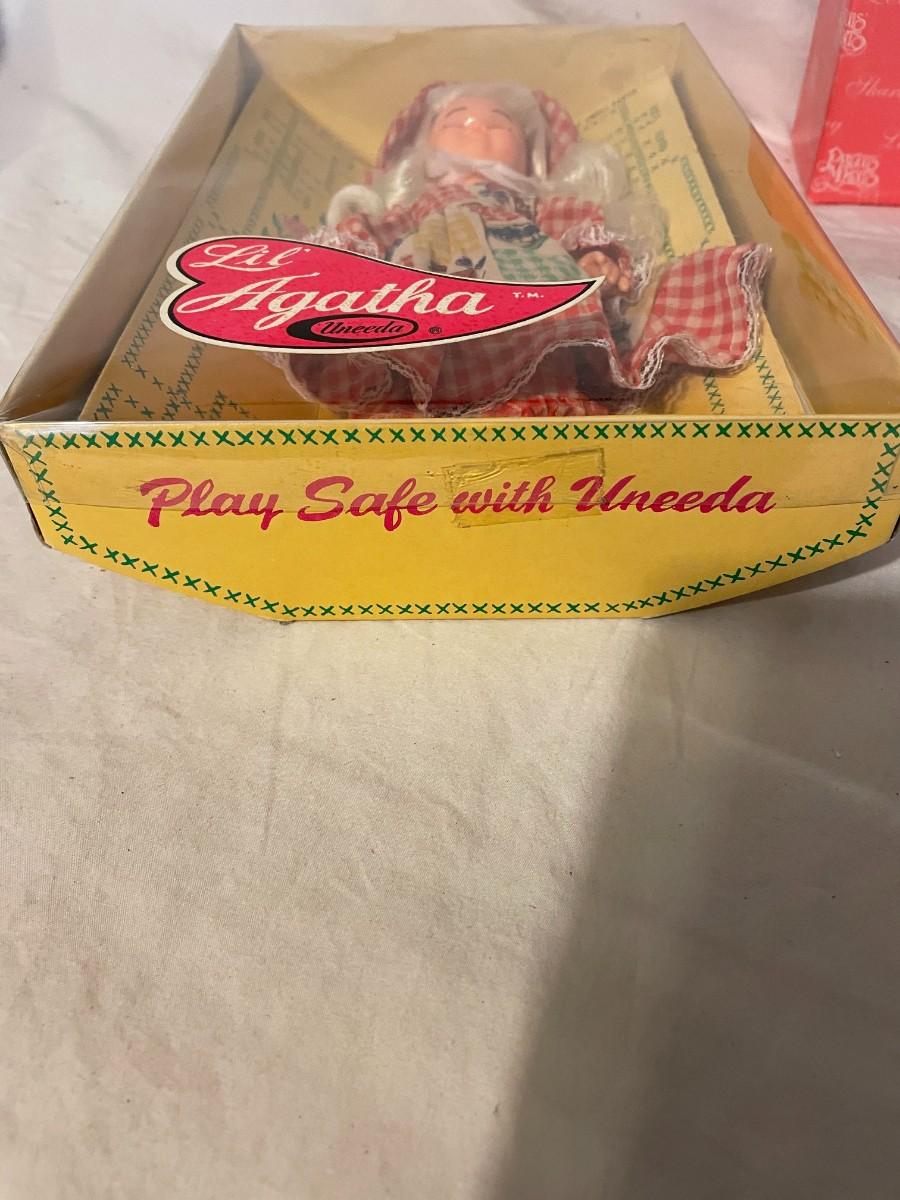 Lil'
Agatha T.M.
Uneeda ®
Play Safe with Uneeda